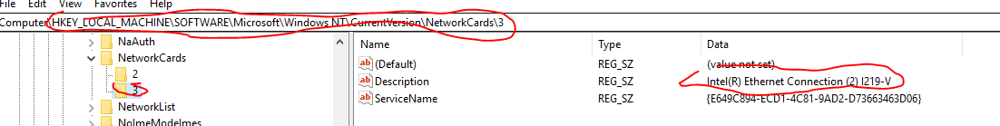 File Edit View Favorites Help
Computer\HKEY_LOCAL_MACHINE\SOFTWARE\Microsoft\Windows NT\CurrentVersion\NetworkCards\3
NaAuth
NetworkCards
2
3
NetworkList
NoImeModeImes
Name Type Data
(Default) REG_SZ (value not set)
Description REG_SZ Intel(R) Ethernet Connection (2) I219-V
ServiceName REG_SZ {E649C894-ECD1-4C81-9AD2-D73663463D06}